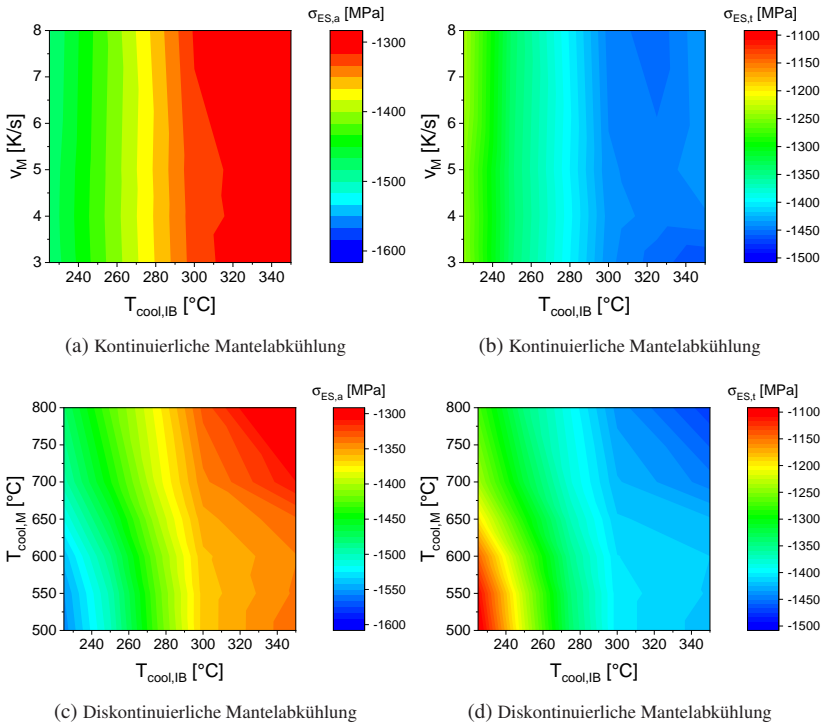 σES,a [MPa]
8
7
6
5
4
3
νM [K/s]
240 260 280 300 320 340
Tcool,IB [°C]
-1300
-1400
-1500
-1600
(a) Kontinuierliche Mantelabkühlung
σES,t [MPa]
8
7
6
5
4
3
νM [K/s]
240 260 280 300 320 340
Tcool,IB [°C]
-1100
-1150
-1200
-1250
-1300
-1350
-1400
-1450
-1500
(b) Kontinuierliche Mantelabkühlung
σES,a [MPa]
800
750
700
650
600
550
500
Tcool,M [°C]
240 260 280 300 320 340
Tcool,IB [°C]
-1300
-1350
-1400
-1450
-1500
-1550
-1600
(c) Diskontinuierliche Mantelabkühlung
σES,t [MPa]
800
750
700
650
600
550
500
Tcool,M [°C]
240 260 280 300 320 340
Tcool,IB [°C]
-1100
-1150
-1200
-1250
-1300
-1350
-1400
-1450
-1500
(d) Diskontinuierliche Mantelabkühlung